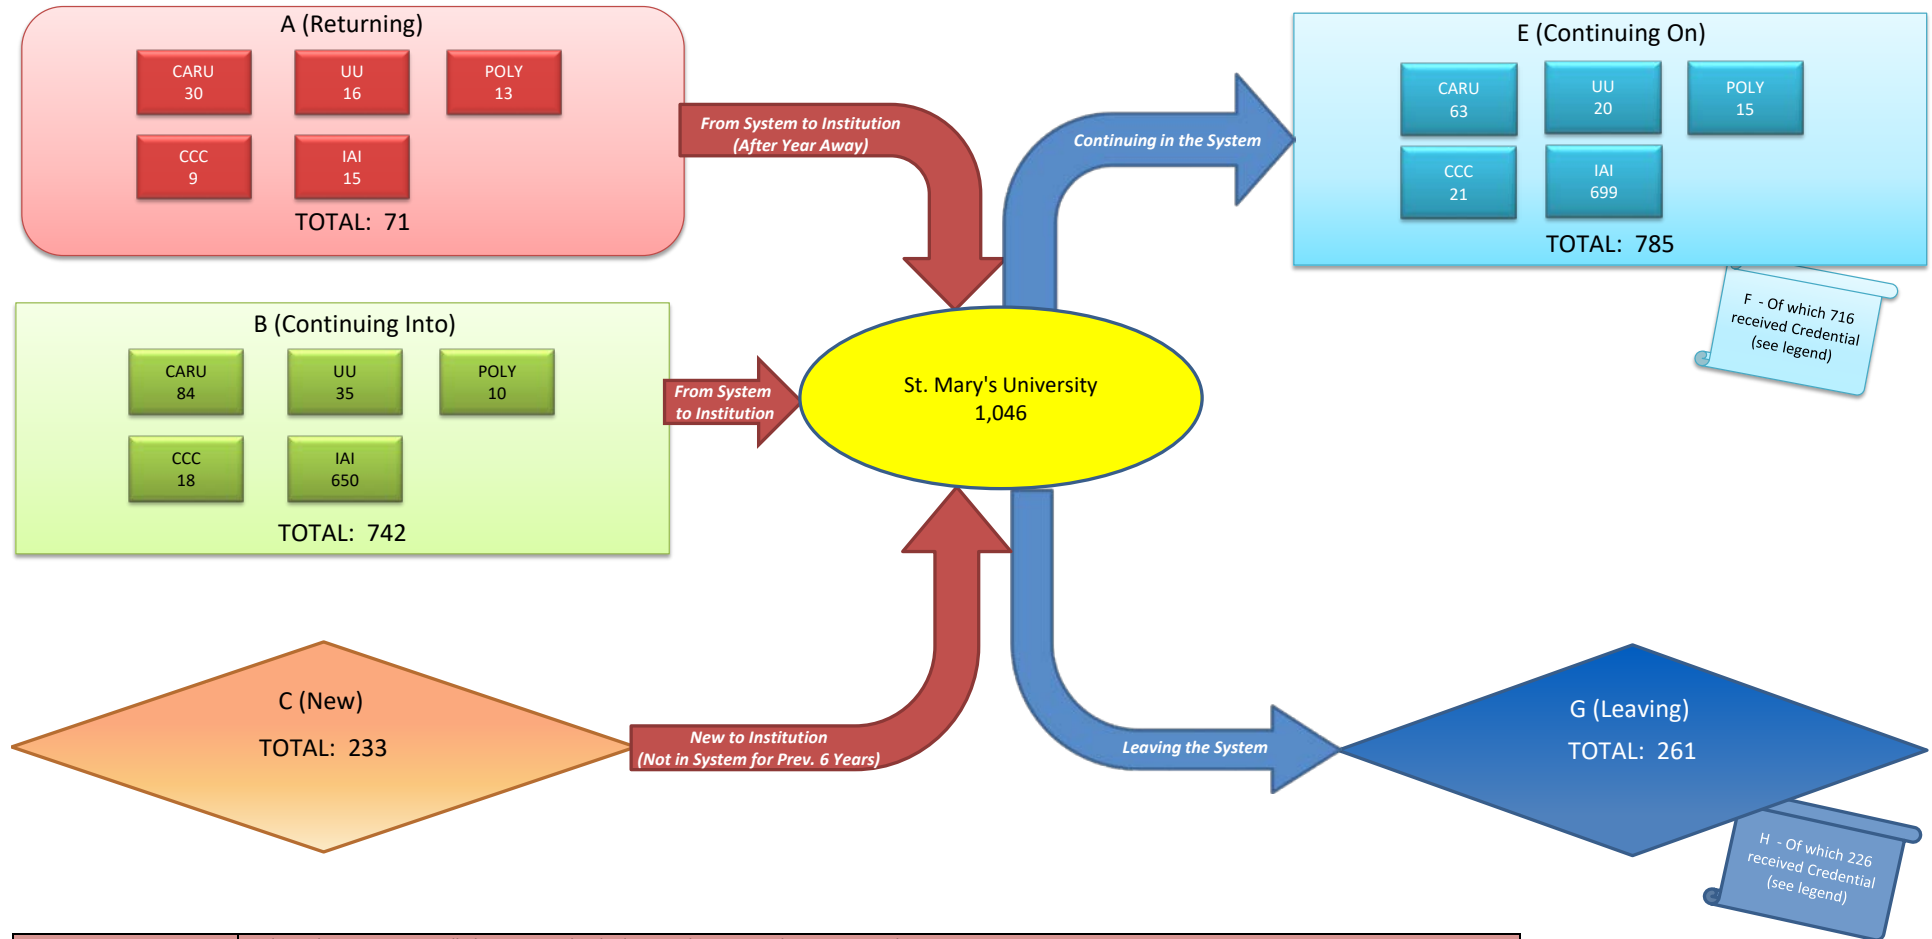 A (Returning)
CARU
30
UU
16
POLY
13
CCC
9
IAI
15
TOTAL: 71
From System to Institution
(After Year Away)
B (Continuing Into)
CARU
84
UU
35
POLY
10
CCC
18
IAI
650
TOTAL: 742
From System
to Institution
C (New)
TOTAL: 233
New to Institution
(Not in System for Prev. 6 Years)
St. Mary's University
1,046
Continuing in the System
E (Continuing On)
CARU
63
UU
20
POLY
15
CCC
21
IAI
699
TOTAL: 785
F - Of which 716
received Credential
(see legend)
Leaving the System
G (Leaving)
TOTAL: 261
H - Of which 226
received Credential
(see legend)